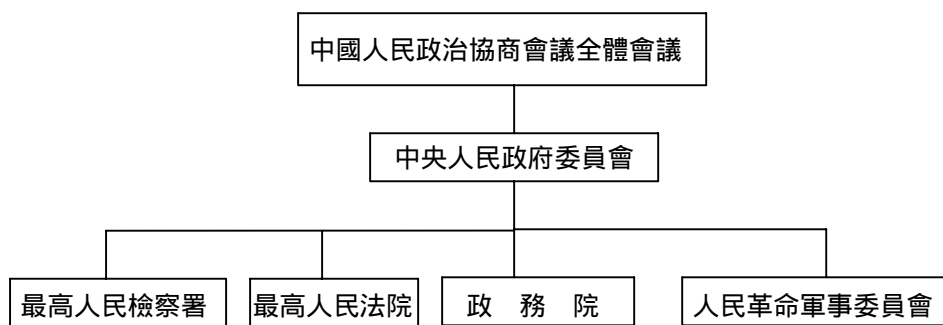 中國人民政治協商會議全體會議
中央人民政府委員會
最高人民檢察署
最高人民法院
政　務　院
人民革命軍事委員會